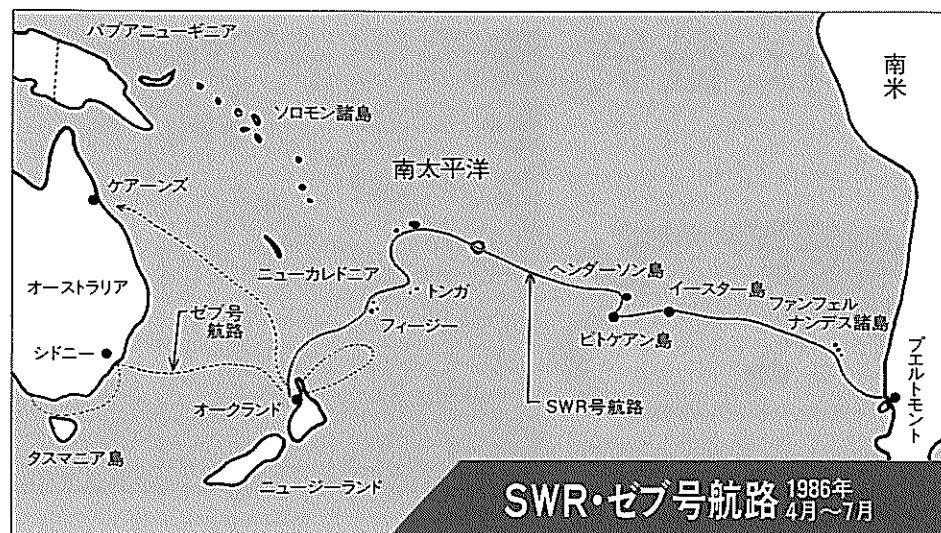 パプアニューギニア
南
米
ソロモン諸島
南太平洋
ケアーンズ
ニューカレドニア
ヘンダーソン島
オーストラリア
トンガ
イースター島
ゼブ号
航路
フィージー
ファンフェル
ナンデス諸島
シドニー
ピトケアン島
プエルトモント
オークランド
SWR号航路
タスマニア島
ニュージーランド
SWR・ゼブ号航路 1986年
4月〜7月